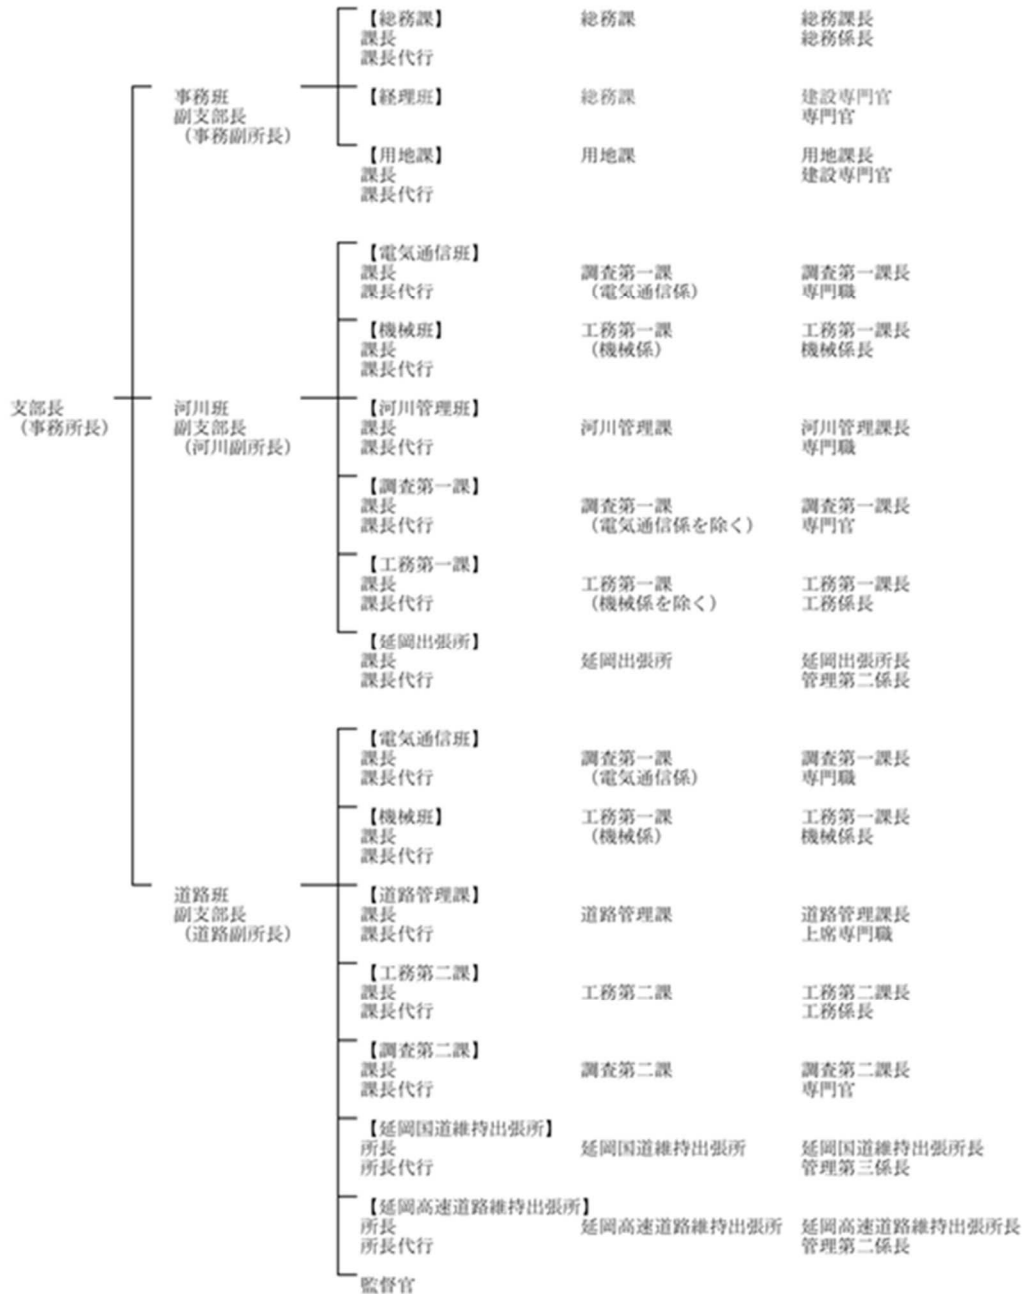 【総務課】 総務課 総務課長
課長 総務係長
課長代行
事務班 【経理班】 総務課 建設専門官
副支部長 専門官
（事務副所長）
【用地課】 用地課 用地課長
課長 建設専門官
課長代行
【電気通信班】
課長 調査第一課 調査第一課長
課長代行 （電気通信係） 専門職
【機械班】 工務第一課 工務第一課長
課長 （機械係） 機械係長
課長代行
支部長 河川班 【河川管理班】
（事務所長） 副支部長 課長 河川管理課 河川管理課長
（河川副所長） 課長代行 専門職
【調査第一課】
課長 調査第一課 調査第一課長
課長代行 （電気通信係を除く） 専門官
【工務第一課】
課長 工務第一課 工務第一課長
課長代行 （機械係を除く） 工務係長
【延岡出張所】
課長 延岡出張所 延岡出張所長
課長代行 管理第二係長
【電気通信班】
課長 調査第一課 調査第一課長
課長代行 （電気通信係） 専門職
【機械班】 工務第一課 工務第一課長
課長 （機械係） 機械係長
課長代行
道路班 【道路管理課】
副支部長 課長 道路管理課 道路管理課長
（道路副所長） 課長代行 上席専門職
【工務第二課】
課長 工務第二課 工務第二課長
課長代行 工務係長
【調査第二課】
課長 調査第二課 調査第二課長
課長代行 専門官
【延岡国道維持出張所】
所長 延岡国道維持出張所 延岡国道維持出張所長
所長代行 管理第三係長
【延岡高速道路維持出張所】
所長 延岡高速道路維持出張所 延岡高速道路維持出張所長
所長代行 管理第二係長
監督官